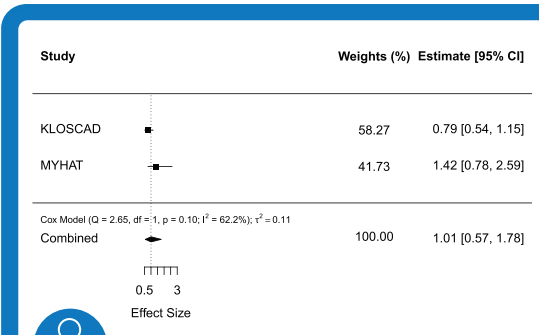 Study Weights (%) Estimate [95% CI]
KLOSCAD 58.27 0.79 [0.54, 1.15]
MYHAT 41.73 1.42 [0.78, 2.59]
Cox Model (Q = 2.65, df = 1, p = 0.10; I² = 62.2%); τ² = 0.11
Combined 100.00 1.01 [0.57, 1.78]
0.5 3
Effect Size